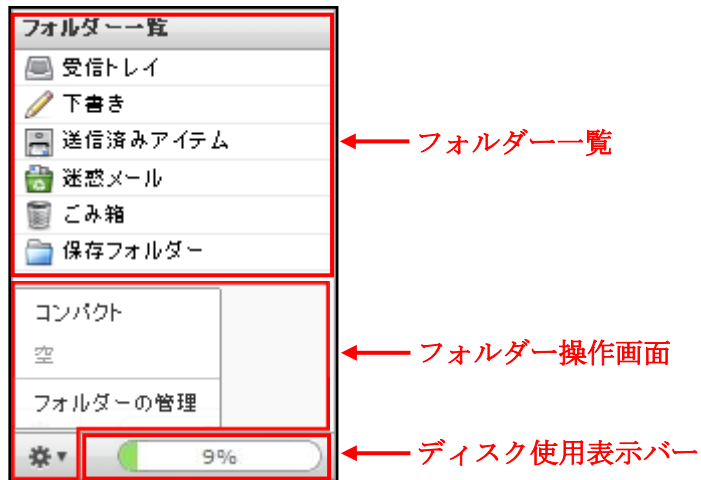 フォルダー一覧
受信トレイ
下書き
送信済みアイテム
迷惑メール
ごみ箱
保存フォルダー
フォルダー一覧
コンパクト
空
フォルダーの管理
フォルダー操作画面
9%
ディスク使用表示バー